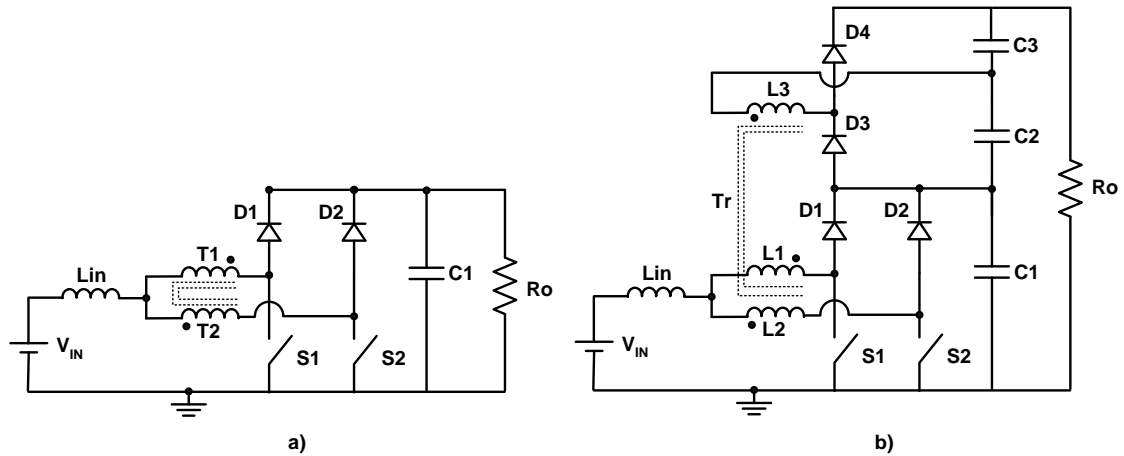 D1
D2
T1
Lin
C1
Ro
T2
V_IN
S1
S2
a)
D4
C3
L3
D3
C2
Tr
Ro
D1
D2
L1
Lin
C1
L2
V_IN
S1
S2
b)